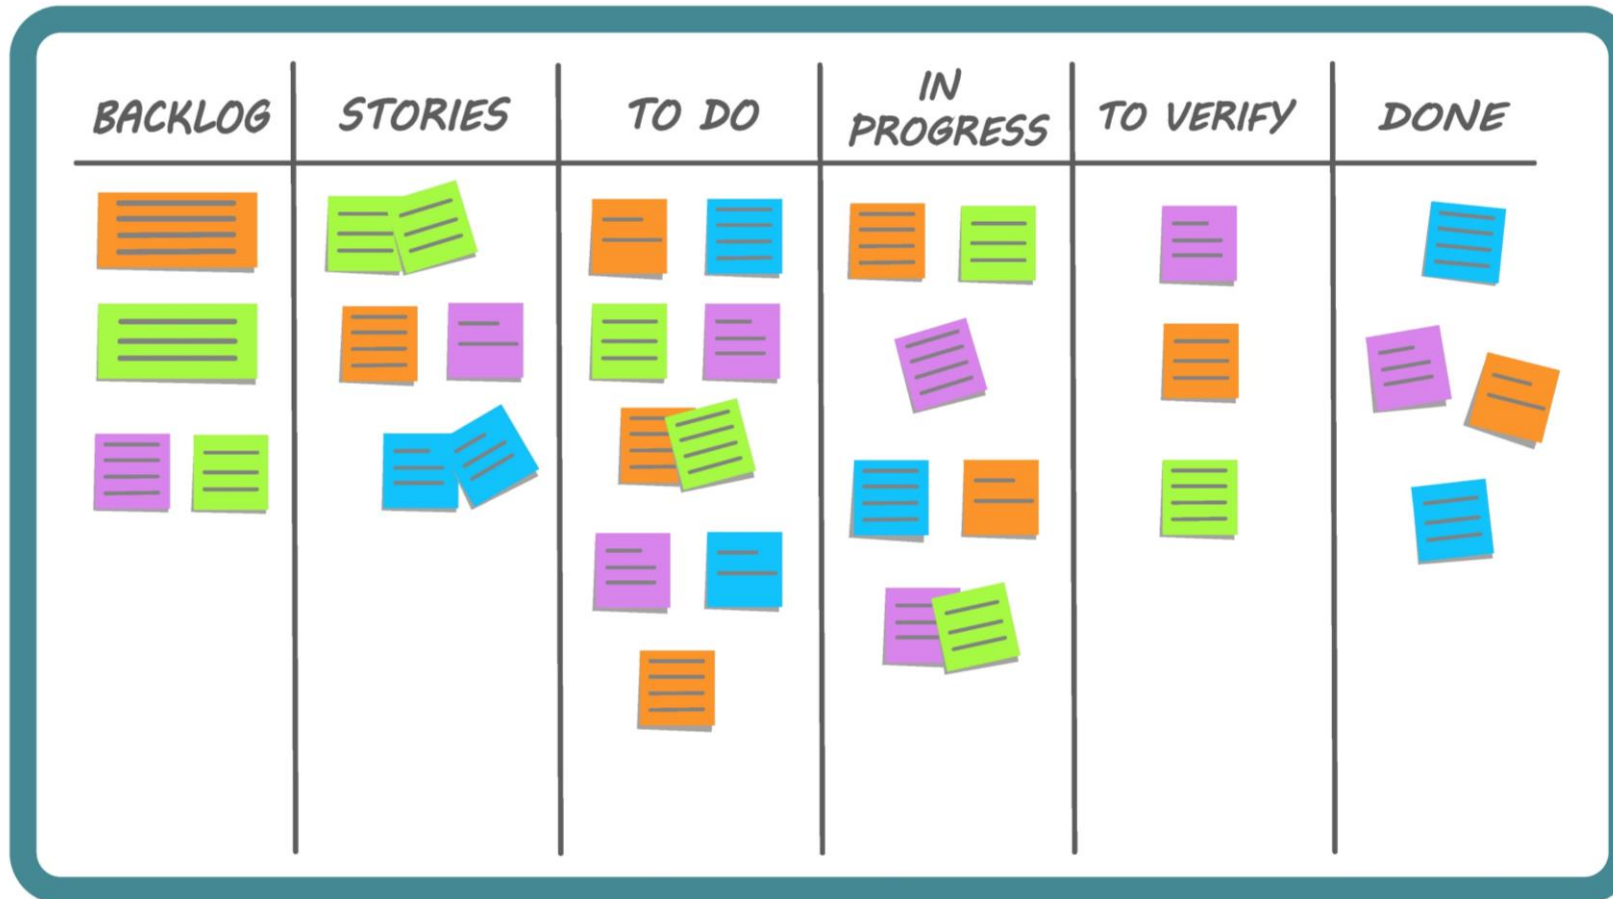 BACKLOG
STORIES
TO DO
IN
PROGRESS
TO VERIFY
DONE